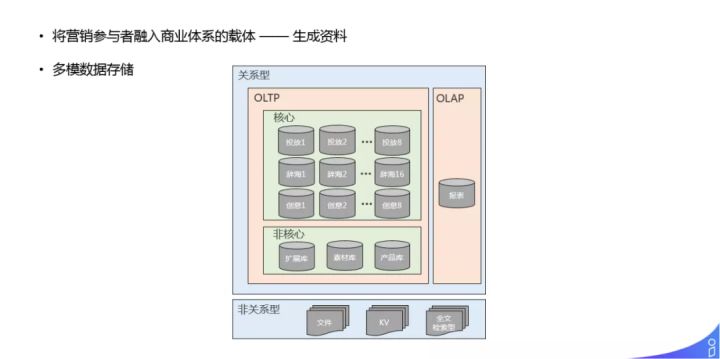 • 将营销参与者融入商业体系的载体 —— 生成资料
• 多模数据存储
关系型
OLTP
OLAP
核心
投放1
投放2
•••
投放8
辞海1
辞海2
•••
辞海16
创意1
创意2
•••
创意8
报表
非核心
扩展库
素材库
产品库
非关系型
文件
KV
全文
检索型